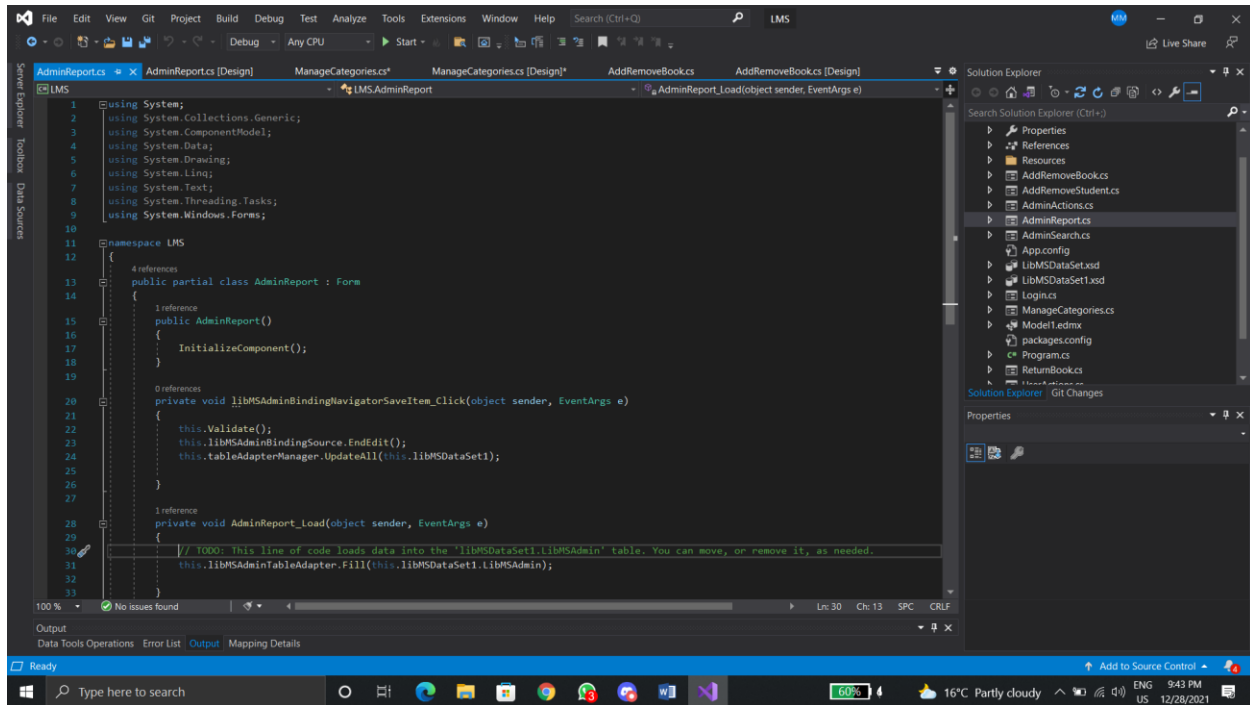 File Edit View Git Project Build Debug Test Analyze Tools Extensions Window Help Search (Ctrl+Q) LMS MM
Debug Any CPU Start Live Share
Server Explorer Toolbox Data Sources
AdminReport.cs AdminReport.cs [Design] ManageCategories.cs* ManageCategories.cs [Design]* AddRemoveBook.cs AddRemoveBook.cs [Design]
LMS LMS.AdminReport AdminReport_Load(object sender, EventArgs e)
1 using System;
2 using System.Collections.Generic;
3 using System.ComponentModel;
4 using System.Data;
5 using System.Drawing;
6 using System.Linq;
7 using System.Text;
8 using System.Threading.Tasks;
9 using System.Windows.Forms;
10
11 namespace LMS
12 {
4 references
13 public partial class AdminReport : Form
14 {
1 reference
15 public AdminReport()
16 {
17 InitializeComponent();
18 }
19
0 references
20 private void libMSAdminBindingNavigatorSaveItem_Click(object sender, EventArgs e)
21 {
22 this.Validate();
23 this.libMSAdminBindingSource.EndEdit();
24 this.tableAdapterManager.UpdateAll(this.libMSDataSet1);
25
26 }
27
1 reference
28 private void AdminReport_Load(object sender, EventArgs e)
29 {
30 // TODO: This line of code loads data into the 'libMSDataSet1.LibMSAdmin' table. You can move, or remove it, as needed.
31 this.libMSAdminTableAdapter.Fill(this.libMSDataSet1.LibMSAdmin);
32
33 }
100 % No issues found Ln: 30 Ch: 13 SPC CRLF
Output
Data Tools Operations Error List Output Mapping Details
Solution Explorer
Search Solution Explorer (Ctrl+;)
Properties
References
Resources
AddRemoveBook.cs
AddRemoveStudent.cs
AdminActions.cs
AdminReport.cs
AdminSearch.cs
App.config
LibMSDataSet.xsd
LibMSDataSet1.xsd
Login.cs
ManageCategories.cs
Model1.edmx
packages.config
Program.cs
ReturnBook.cs
UserActions.cs
Solution Explorer Git Changes
Properties
Ready Add to Source Control 4
Type here to search 3 60% 16°C Partly cloudy ENG US 9:43 PM 12/28/2021